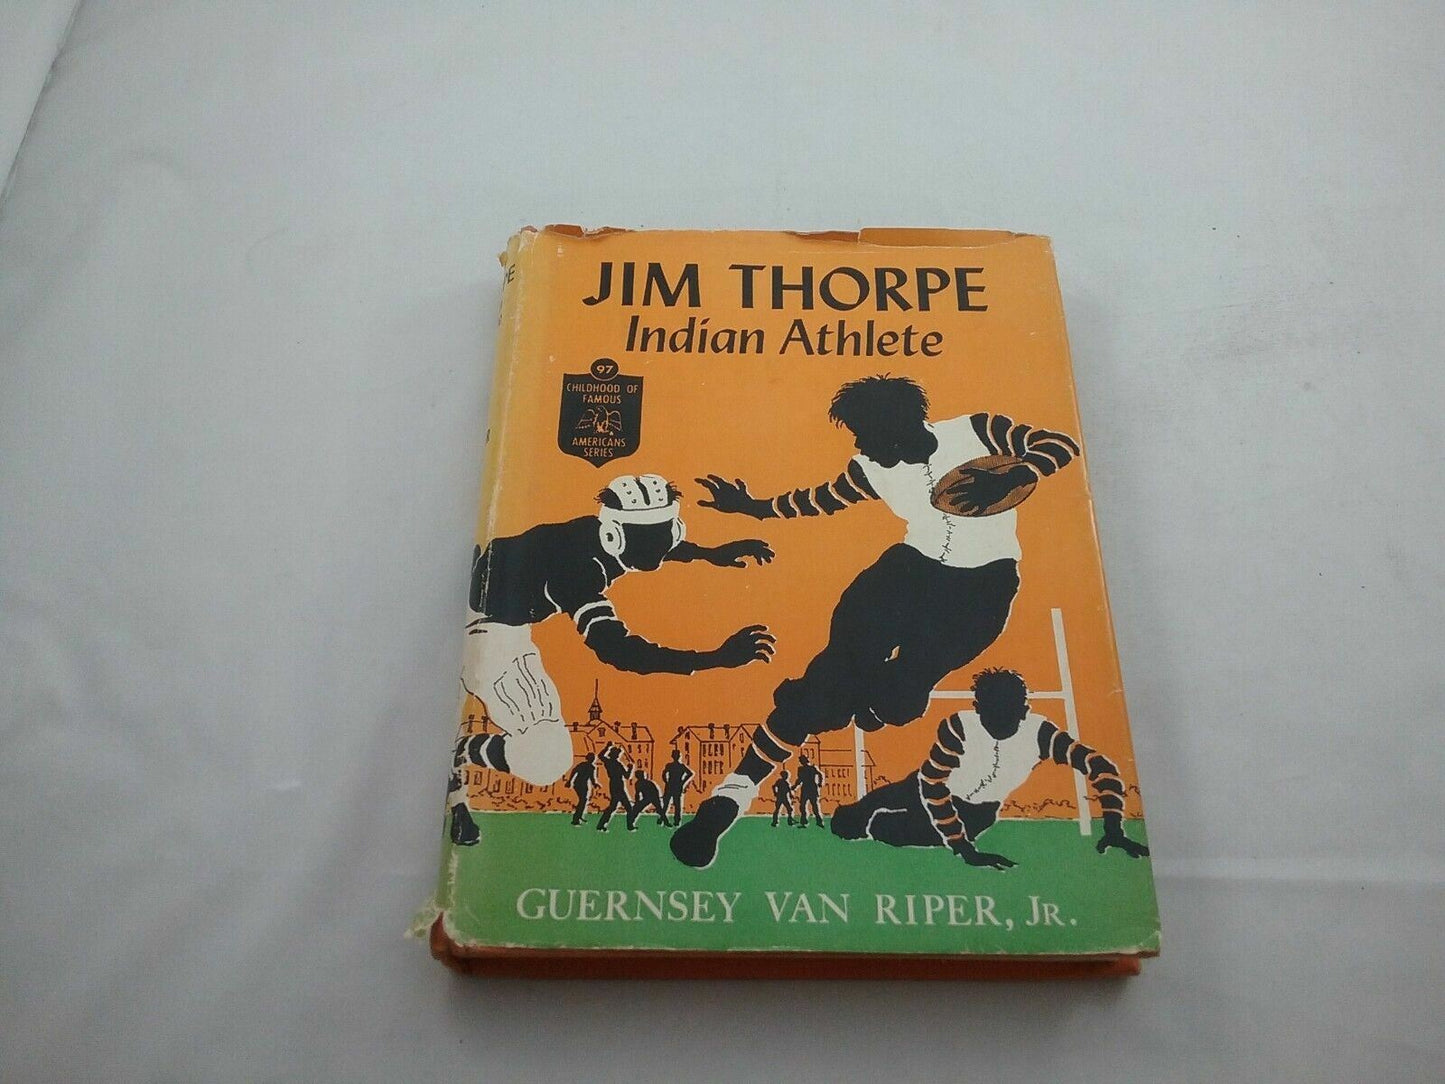 JIM THORPE
Indian Athlete
97
CHILDHOOD OF
FAMOUS
AMERICANS
SERIES
GUERNSEY VAN RIPER, JR.